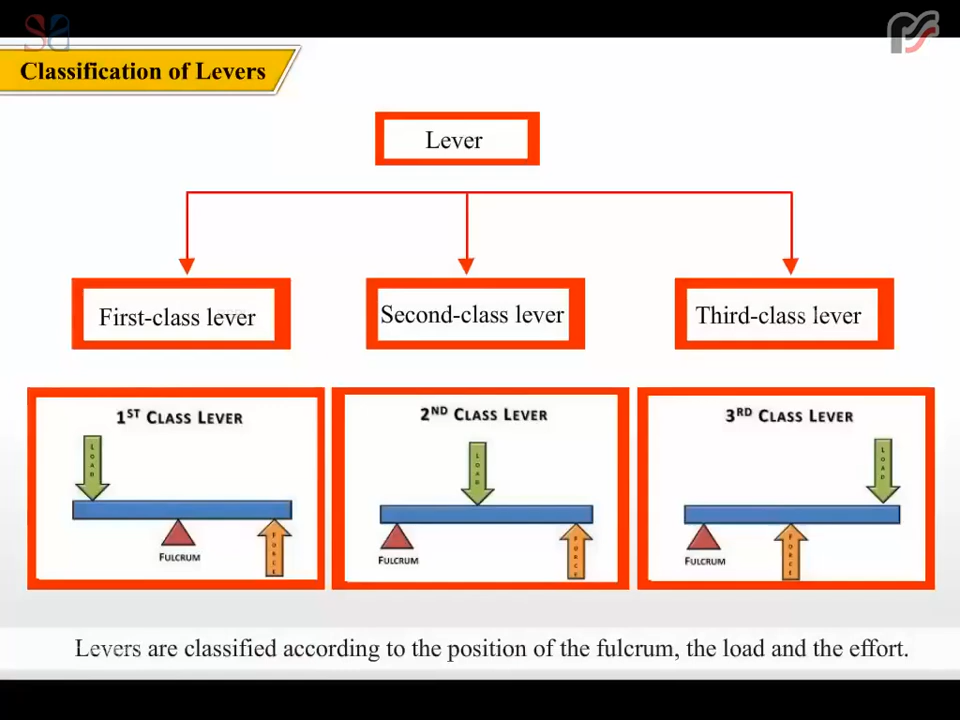 Classification of Levers
Lever
First-class lever
Second-class lever
Third-class lever
1ST CLASS LEVER
LOAD
FULCRUM
FORCE
2ND CLASS LEVER
LOAD
FULCRUM
FORCE
3RD CLASS LEVER
LOAD
FULCRUM
FORCE
Levers are classified according to the position of the fulcrum, the load and the effort.